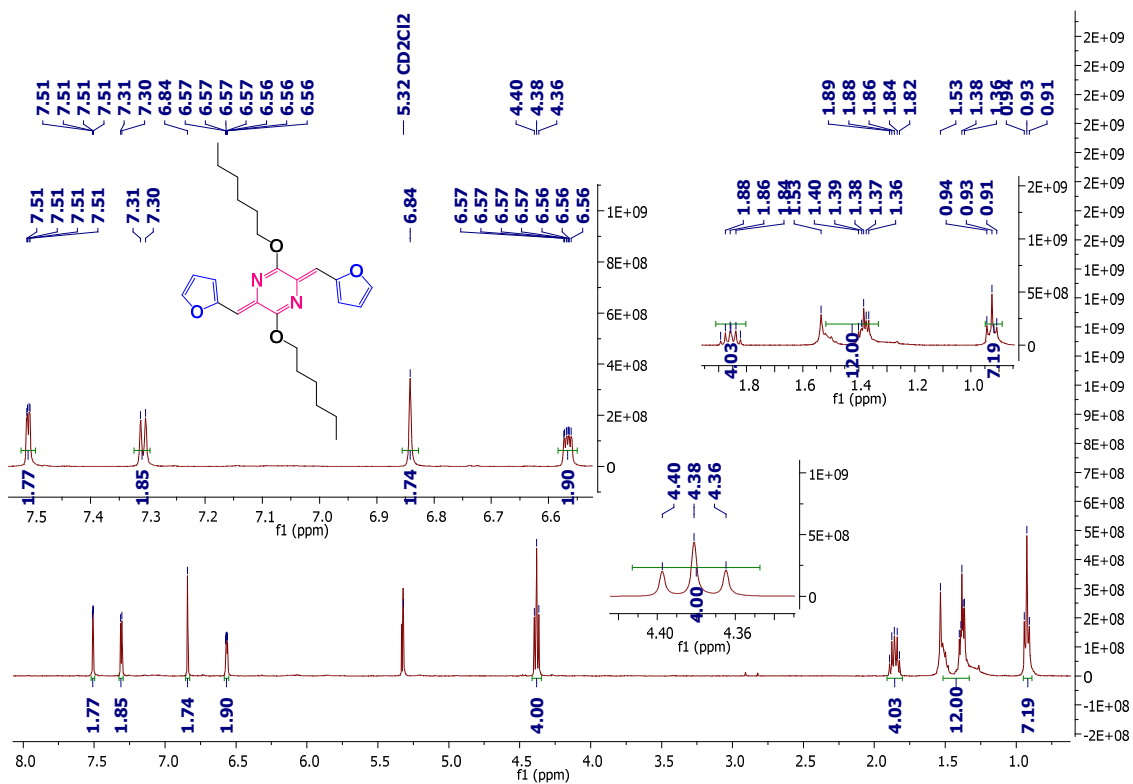 7.51
7.51
7.51
7.51
7.31
7.30
6.84
6.57
6.57
6.57
6.57
6.56
6.56
6.56
5.32 CD2Cl2
4.40
4.38
4.36
1.89
1.88
1.86
1.84
1.82
1.53
1.38
1.36
0.94
0.93
0.91
7.51
7.51
7.51
7.51
7.31
7.30
6.84
6.57
6.57
6.57
6.57
6.56
6.56
6.56
1E+09
8E+08
6E+08
4E+08
2E+08
0
1.77
1.85
1.74
1.90
7.5 7.4 7.3 7.2 7.1 7.0 6.9 6.8 6.7 6.6
f1 (ppm)
O
N
O
O
N
O
1.88
1.86
1.84
1.53
1.40
1.39
1.38
1.37
1.36
0.94
0.93
0.91
2E+09
1E+09
5E+08
0
4.03
12.00
7.19
1.8 1.6 1.4 1.2 1.0
f1 (ppm)
4.40
4.38
4.36
1E+09
5E+08
0
4.00
4.40 4.36
f1 (ppm)
2E+09
2E+09
2E+09
2E+09
2E+09
2E+09
2E+09
1E+09
1E+09
1E+09
1E+09
1E+09
1E+09
9E+08
8E+08
7E+08
6E+08
5E+08
4E+08
3E+08
2E+08
1E+08
0
-1E+08
-2E+08
1.77
1.85
1.74
1.90
4.00
4.03
12.00
7.19
8.0 7.5 7.0 6.5 6.0 5.5 5.0 4.5 4.0 3.5 3.0 2.5 2.0 1.5 1.0
f1 (ppm)